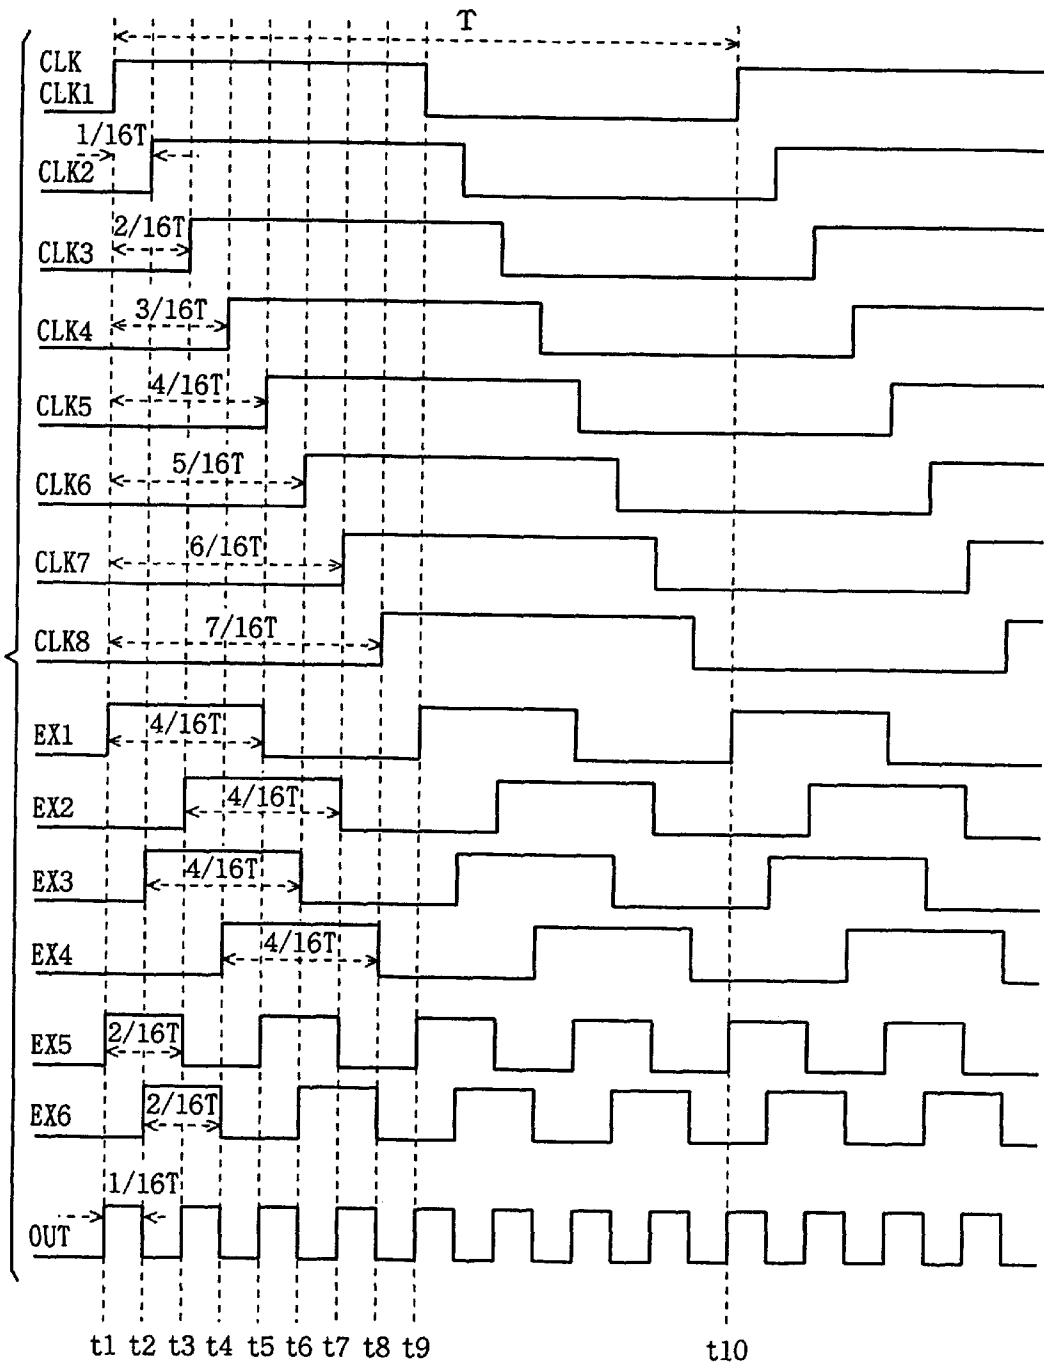 T
CLK
CLK1
1/16T
CLK2
2/16T
CLK3
3/16T
CLK4
4/16T
CLK5
5/16T
CLK6
6/16T
CLK7
7/16T
CLK8
4/16T
EX1
4/16T
EX2
4/16T
EX3
4/16T
EX4
2/16T
EX5
2/16T
EX6
1/16T
OUT
t1 t2 t3 t4 t5 t6 t7 t8 t9 t10